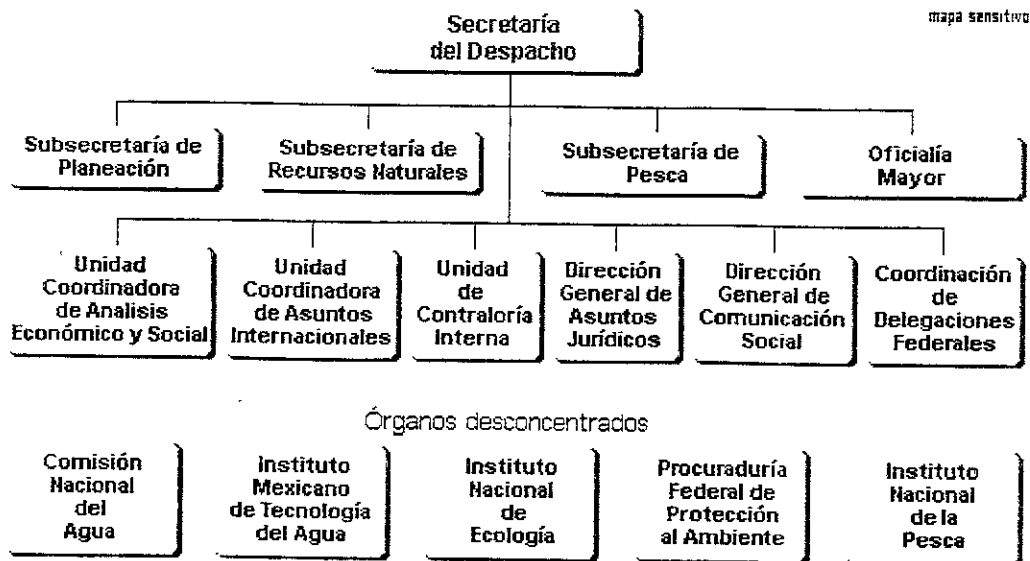 mapa sensitivo
Secretaría
del Despacho
Subsecretaría de
Planeación
Subsecretaría de
Recursos Naturales
Subsecretaría de
Pesca
Oficialía
Mayor
Unidad
Coordinadora
de Analisis
Económico y Social
Unidad
Coordinadora
de Asuntos
Internacionales
Unidad
de
Contraloría
Interna
Dirección
General de
Asuntos
Jurídicos
Dirección
General de
Comunicación
Social
Coordinación
de
Delegaciones
Federales
Órganos desconcentrados
Comisión
Nacional
del
Agua
Instituto
Mexicano
de Tecnología
del Agua
Instituto
Nacional
de
Ecología
Procuraduría
Federal de
Protección
al Ambiente
Instituto
Nacional
de la
Pesca